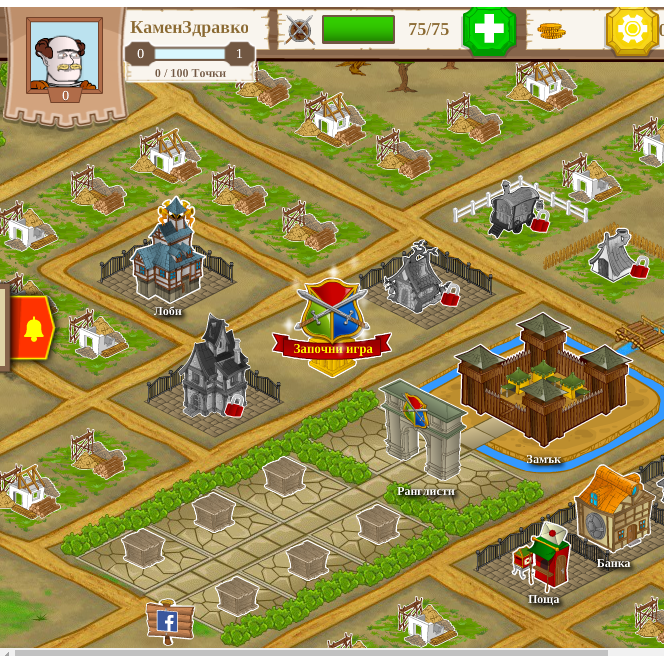 КаменЗдравко
75/75
0
1
0 / 100 Точки
0
Лоби
Започни игра
Замък
Ранглисти
Банка
Поща
f